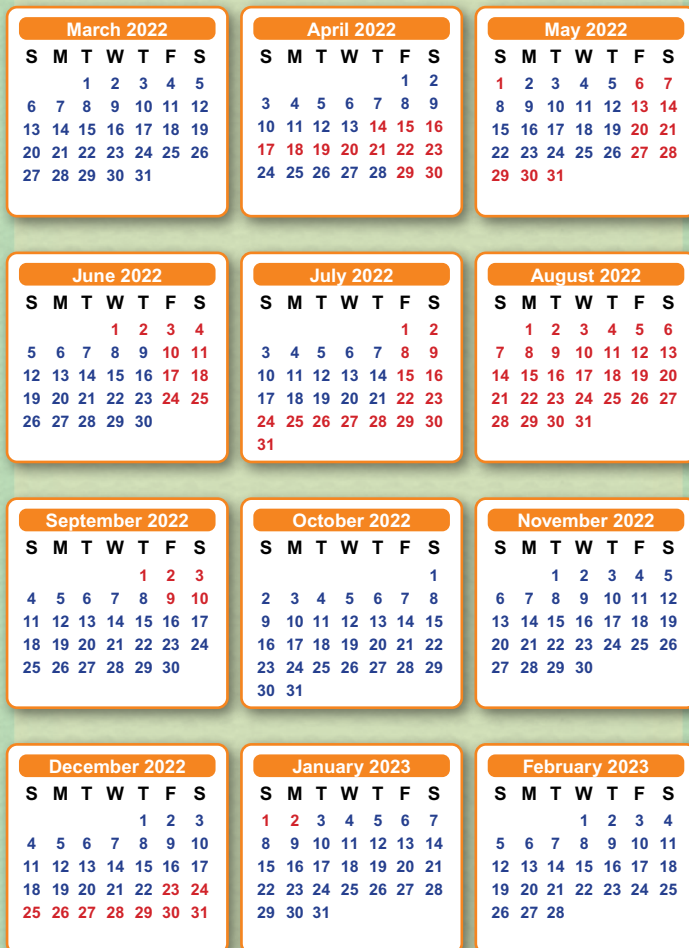 March 2022
S M T W T F S
1 2 3 4 5
6 7 8 9 10 11 12
13 14 15 16 17 18 19
20 21 22 23 24 25 26
27 28 29 30 31
April 2022
S M T W T F S
1 2
3 4 5 6 7 8 9
10 11 12 13 14 15 16
17 18 19 20 21 22 23
24 25 26 27 28 29 30
May 2022
S M T W T F S
1 2 3 4 5 6 7
8 9 10 11 12 13 14
15 16 17 18 19 20 21
22 23 24 25 26 27 28
29 30 31
June 2022
S M T W T F S
1 2 3 4
5 6 7 8 9 10 11
12 13 14 15 16 17 18
19 20 21 22 23 24 25
26 27 28 29 30
July 2022
S M T W T F S
1 2
3 4 5 6 7 8 9
10 11 12 13 14 15 16
17 18 19 20 21 22 23
24 25 26 27 28 29 30
31
August 2022
S M T W T F S
1 2 3 4 5 6
7 8 9 10 11 12 13
14 15 16 17 18 19 20
21 22 23 24 25 26 27
28 29 30 31
September 2022
S M T W T F S
1 2 3
4 5 6 7 8 9 10
11 12 13 14 15 16 17
18 19 20 21 22 23 24
25 26 27 28 29 30
October 2022
S M T W T F S
1
2 3 4 5 6 7 8
9 10 11 12 13 14 15
16 17 18 19 20 21 22
23 24 25 26 27 28 29
30 31
November 2022
S M T W T F S
1 2 3 4 5
6 7 8 9 10 11 12
13 14 15 16 17 18 19
20 21 22 23 24 25 26
27 28 29 30
December 2022
S M T W T F S
1 2 3
4 5 6 7 8 9 10
11 12 13 14 15 16 17
18 19 20 21 22 23 24
25 26 27 28 29 30 31
January 2023
S M T W T F S
1 2 3 4 5 6 7
8 9 10 11 12 13 14
15 16 17 18 19 20 21
22 23 24 25 26 27 28
29 30 31
February 2023
S M T W T F S
1 2 3 4
5 6 7 8 9 10 11
12 13 14 15 16 17 18
19 20 21 22 23 24 25
26 27 28